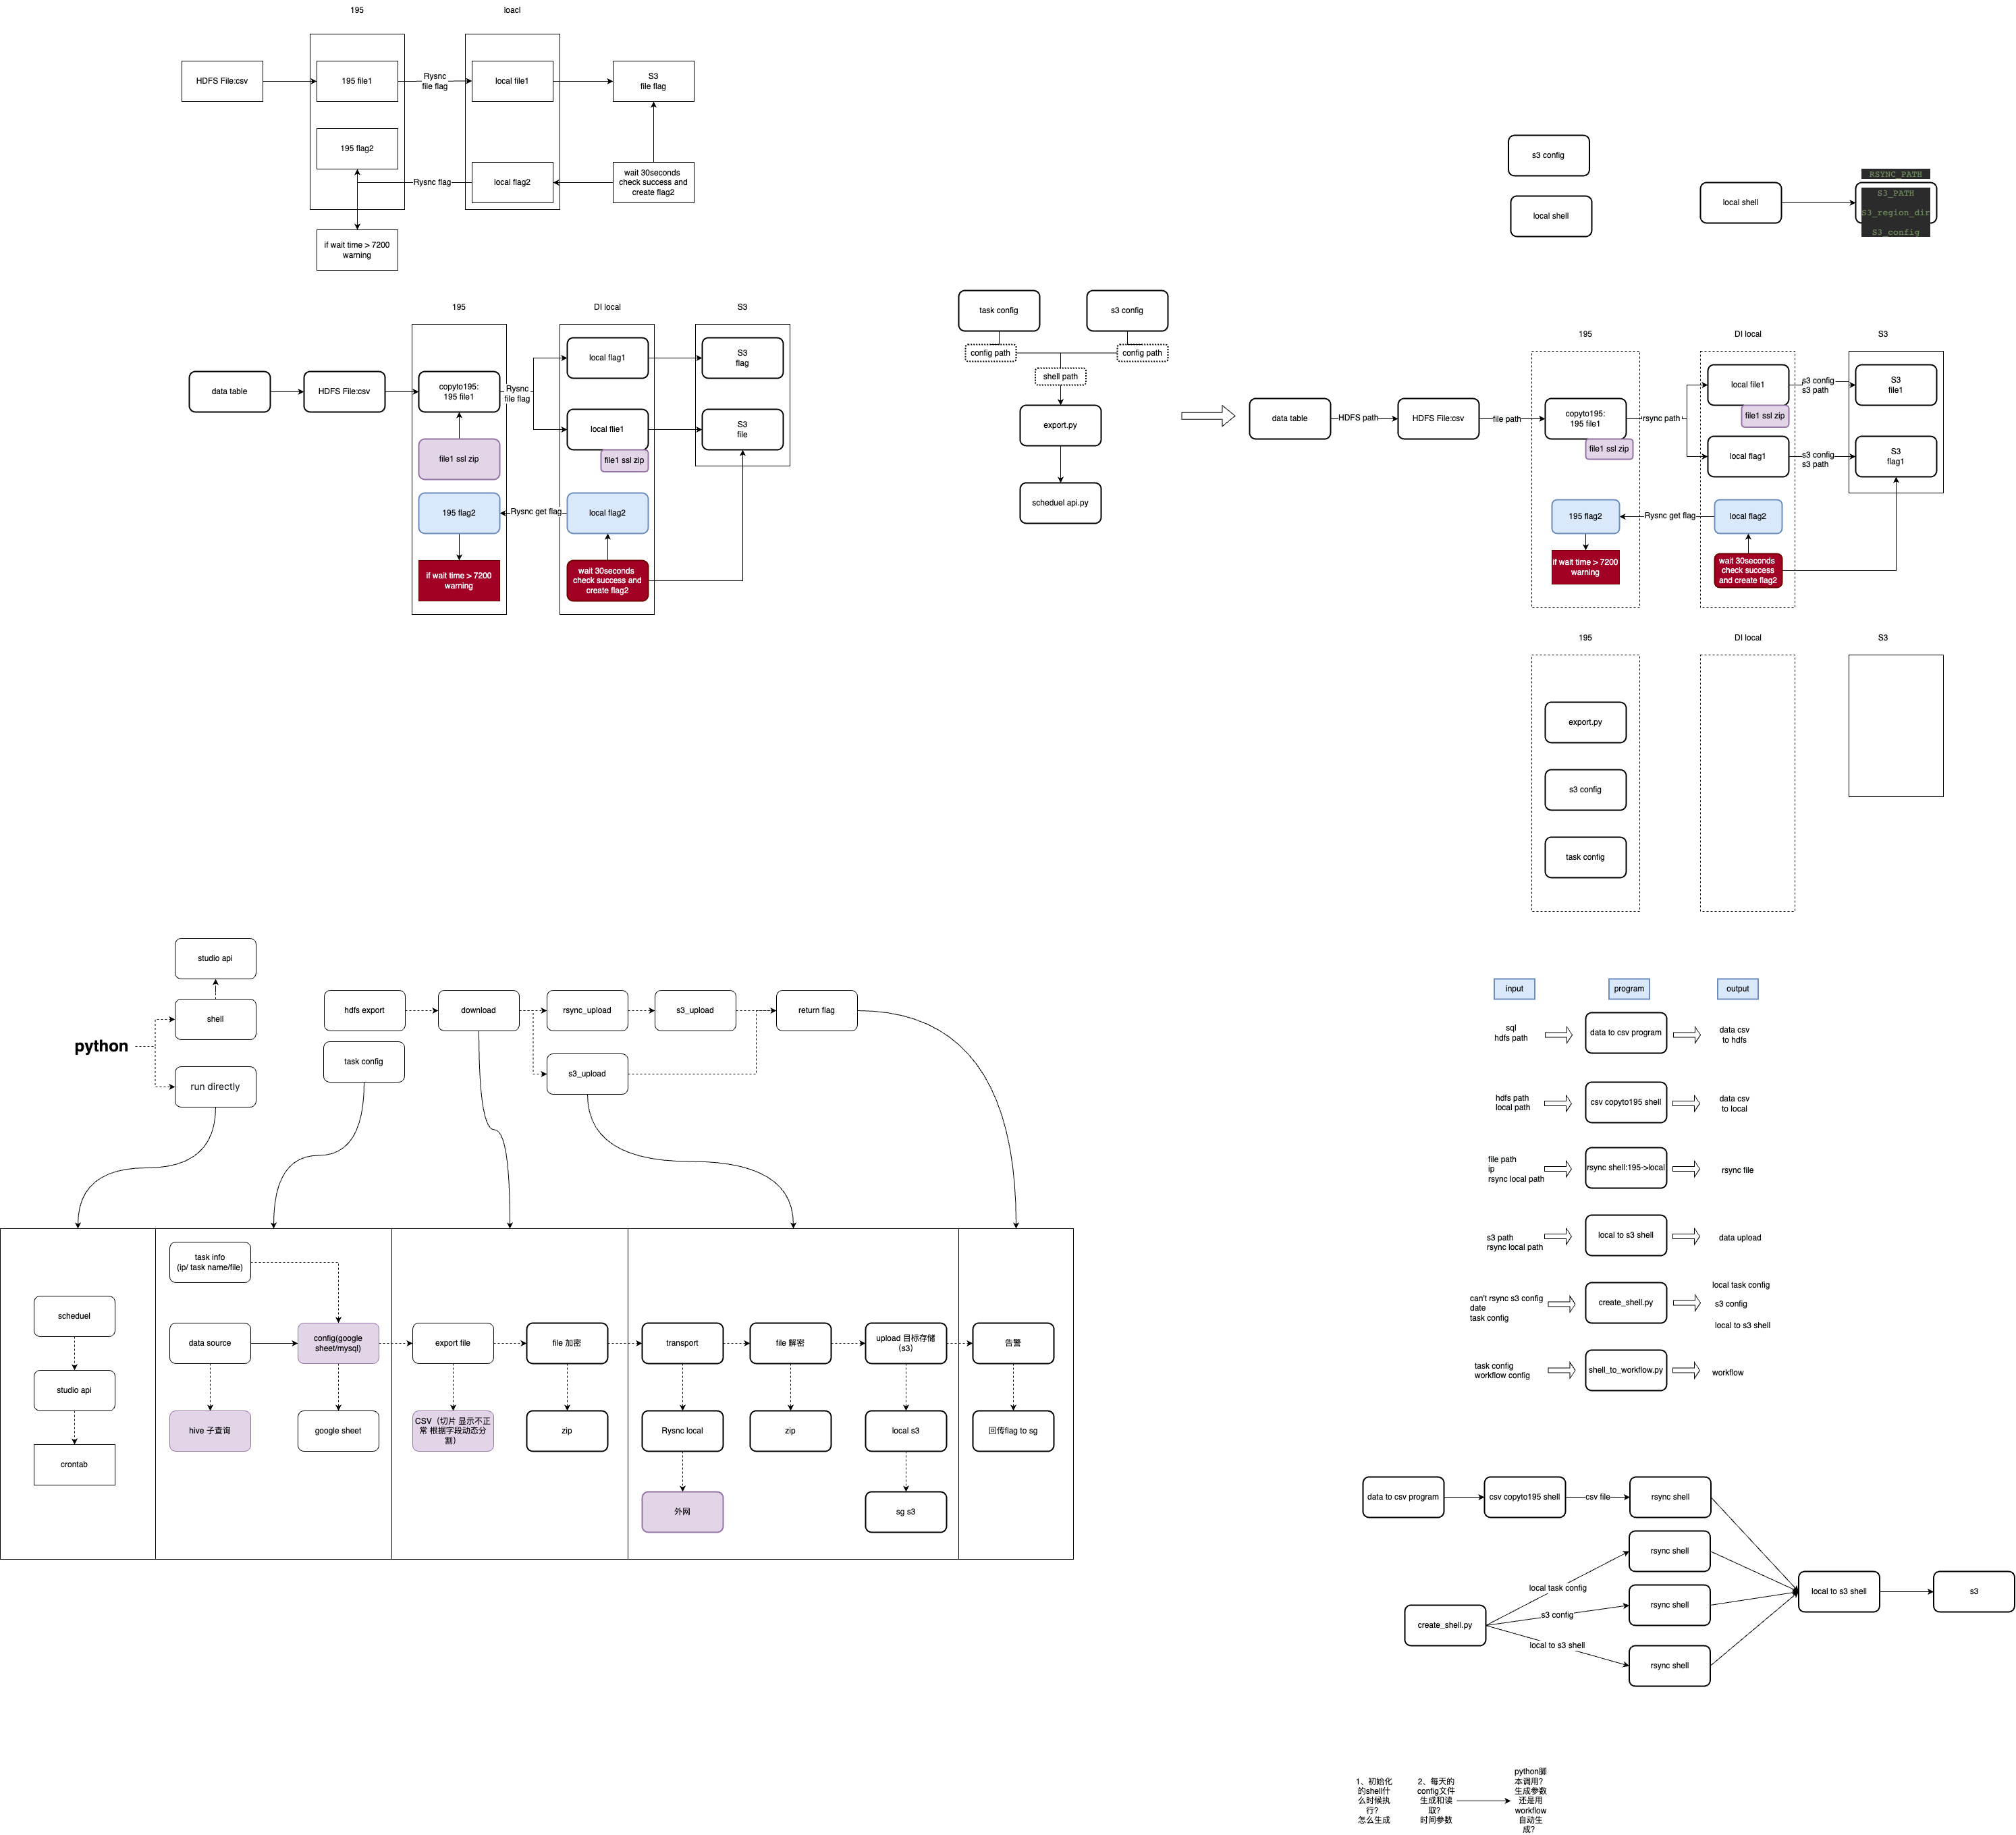 195
loacl
HDFS File:csv
195 file1
Rysnc
file flag
local file1
S3
file flag
195 flag2
Rysnc flag
local flag2
wait 30seconds
check success and
create flag2
if wait time > 7200
warning
s3 config
local shell
local shell
RSYNC_PATH
S3_PATH
S3_region_dir
S3_config
195
DI local
S3
data table
HDFS File:csv
copyto195:
195 file1
Rysnc
file flag
local flag1
S3
flag
local flie1
S3
file
file1 ssl zip
file1 ssl zip
195 flag2
Rysnc get flag
local flag2
if wait time > 7200
warning
wait 30seconds
check success and
create flag2
task config
s3 config
config path
config path
shell path
export.py
scheduel api.py
195
DI local
S3
data table
HDFS path
HDFS File:csv
file path
copyto195:
195 file1
file1 ssl zip
rsync path
local file1
file1 ssl zip
s3 config
s3 path
S3
file1
local flag1
s3 config
s3 path
S3
flag1
195 flag2
Rysnc get flag
local flag2
if wait time > 7200
warning
wait 30seconds
check success
and create flag2
195
DI local
S3
export.py
s3 config
task config
studio api
shell
python
run directly
hdfs export
download
rsync_upload
s3_upload
return flag
task config
s3_upload
task info
(ip/ task name/file)
scheduel
data source
config(google
sheet/mysql)
export file
file 加密
transport
file 解密
upload 目标存储
（s3）
告警
studio api
hive 子查询
google sheet
CSV（切片 显示不正
常 根据字段动态分
割）
zip
Rysnc local
zip
local s3
回传flag to sg
crontab
外网
sg s3
input
program
output
sql
hdfs path
data to csv program
data csv
to hdfs
hdfs path
local path
csv copyto195 shell
data csv
to local
file path
ip
rsync local path
rsync shell:195->local
rsync file
s3 path
rsync local path
local to s3 shell
data upload
can't rsync s3 config
date
task config
create_shell.py
local task config
s3 config
local to s3 shell
task config
workflow config
shell_to_workflow.py
workflow
data to csv program
csv copyto195 shell
csv file
rsync shell
rsync shell
local task config
rsync shell
s3 config
create_shell.py
local to s3 shell
rsync shell
local to s3 shell
s3
1、初始化
的shell什
么时候执
行?
怎么生成
2、每天的
config文件
生成和读
取?
时间参数
python脚
本调用?
生成参数
还是用
workflow
自动生
成?